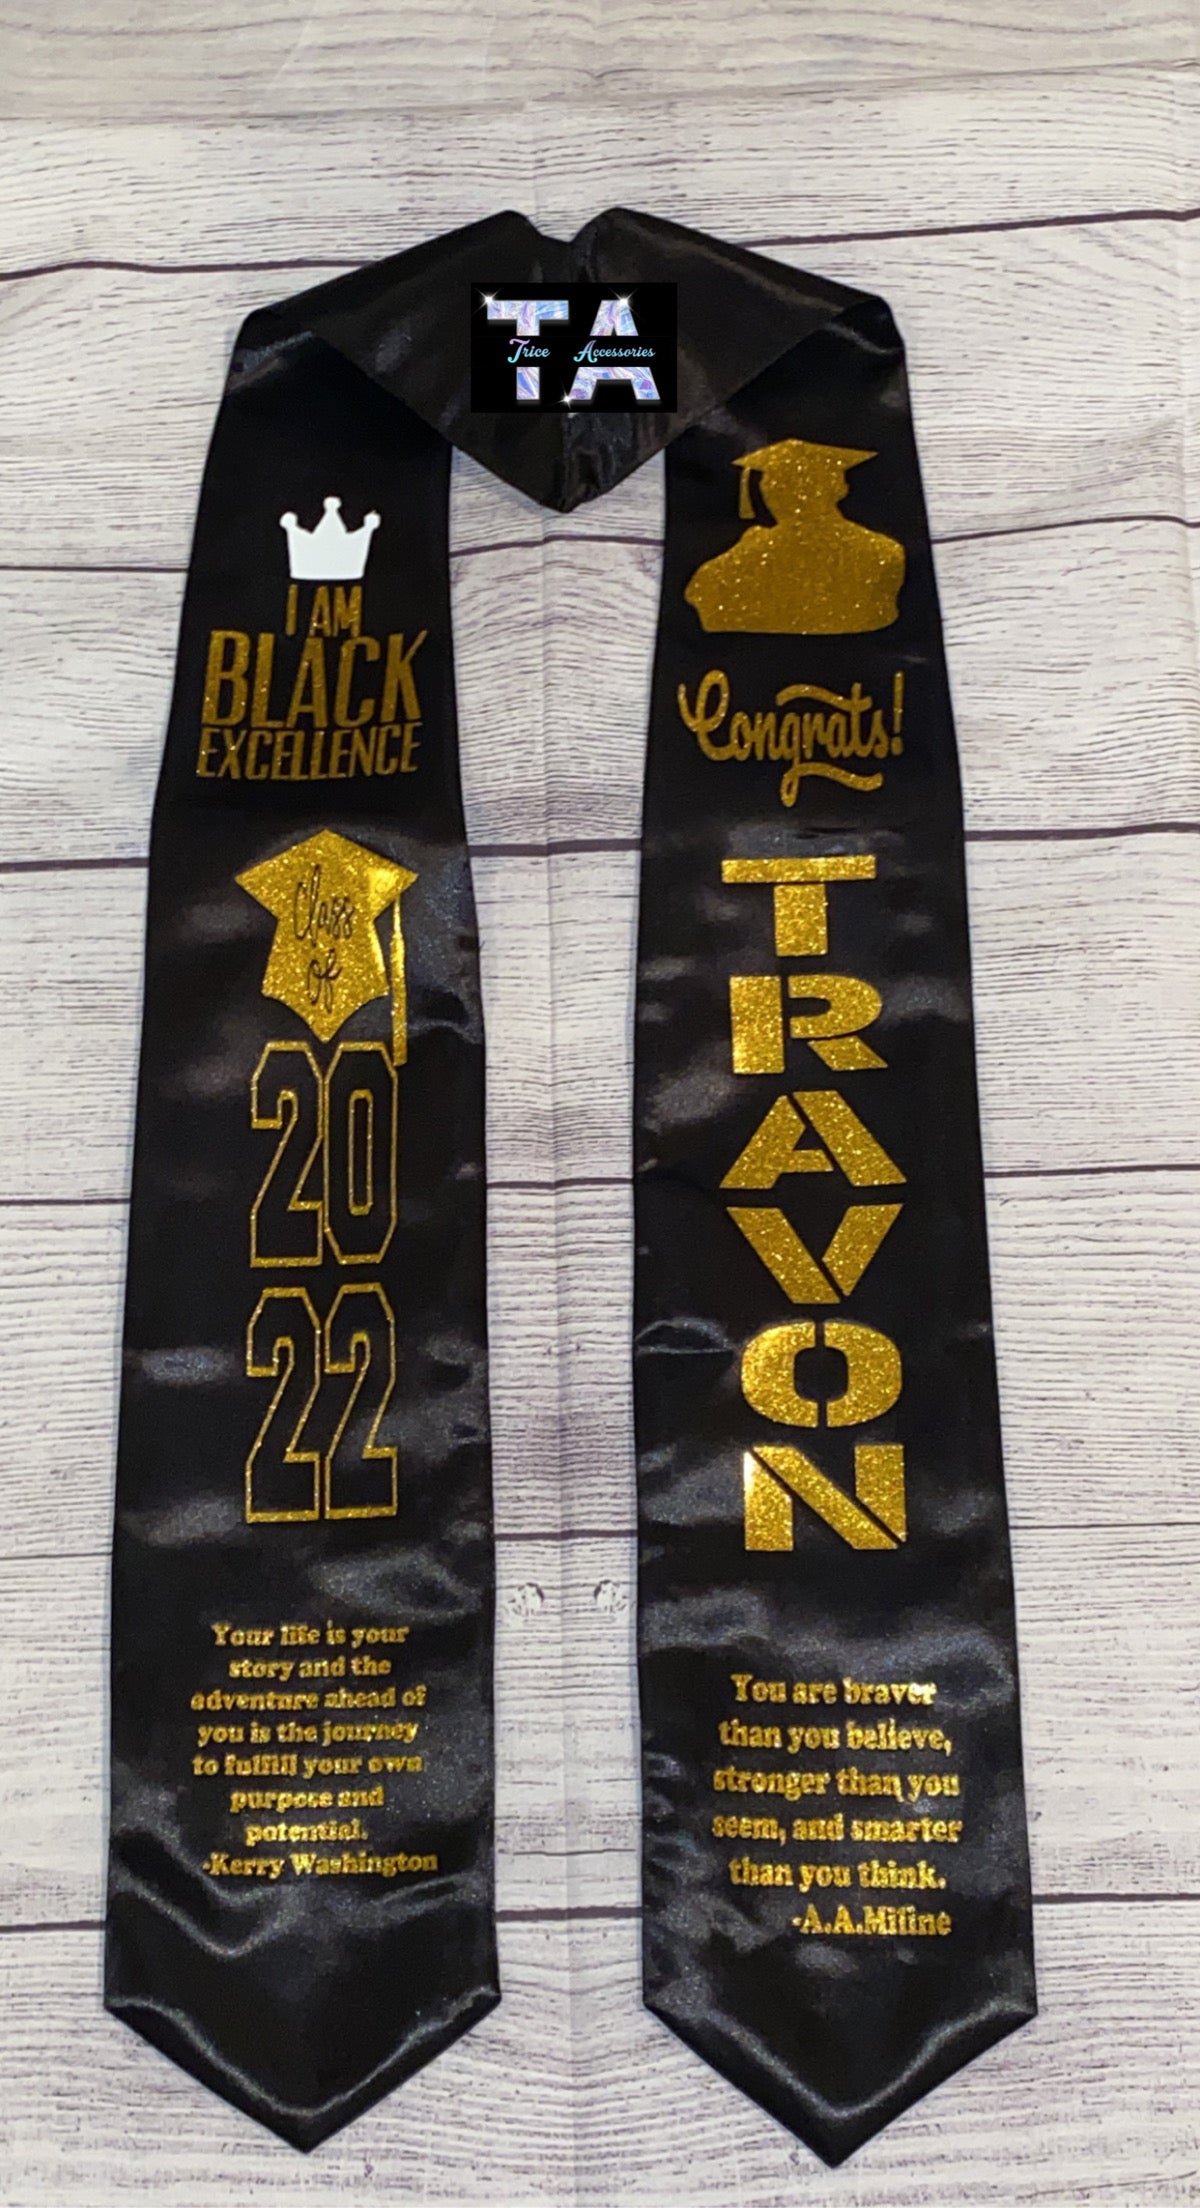 Trice Accessories
TA
I AM
BLACK
EXCELLENCE
Class
of
20
22
Your life is your
story and the
adventure ahead of
you is the journey
to fulfill your own
purpose and
potential.
-Kerry Washington
Congrats!
TRAVON
You are braver
than you believe,
stronger than you
seem, and smarter
than you think.
-A.A.Miline